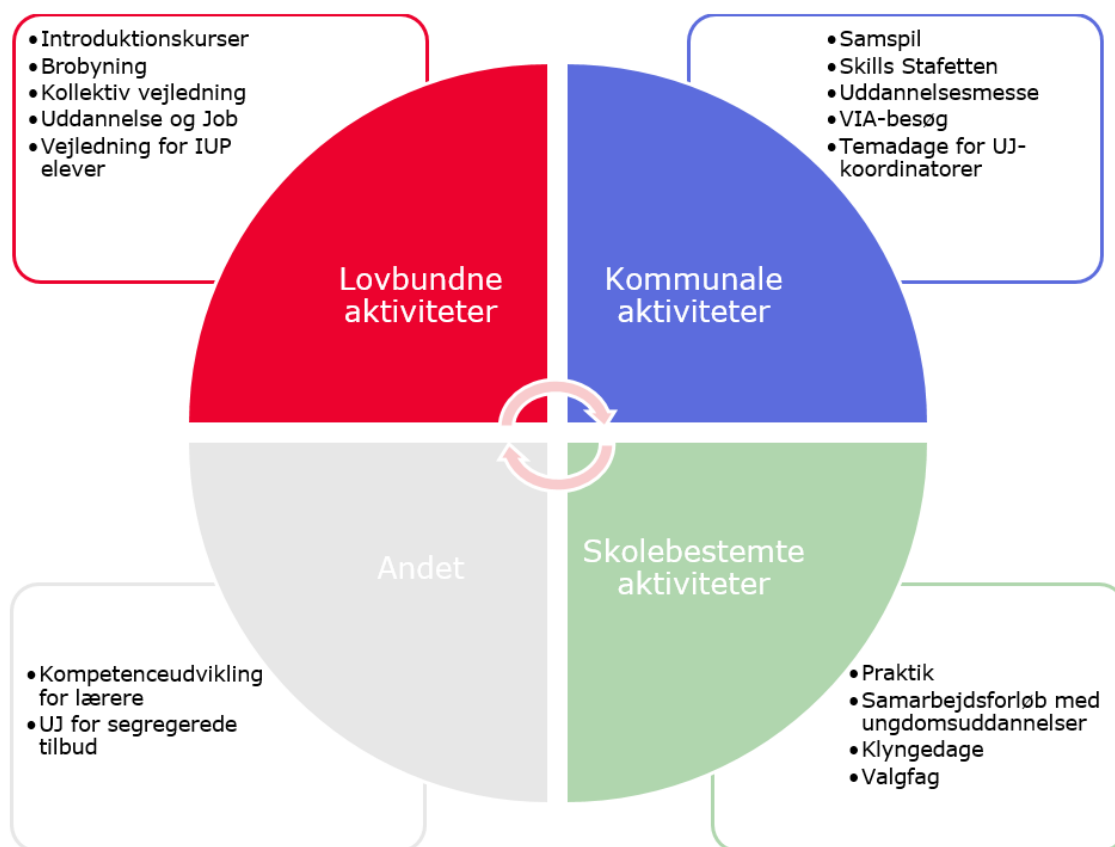 •Introduktionskurser
•Brobyning
•Kollektiv vejledning
•Uddannelse og Job
•Vejledning for IUP
elever
•Samspil
•Skills Stafetten
•Uddannelsesmesse
•VIA-besøg
•Temadage for UJ-
koordinatorer
Lovbundne
aktiviteter
Kommunale
aktiviteter
Andet
Skolebestemte
aktiviteter
•Kompetenceudvikling
for lærere
•UJ for segregerede
tilbud
•Praktik
•Samarbejdsforløb med
ungdomsuddannelser
•Klyngedage
•Valgfag